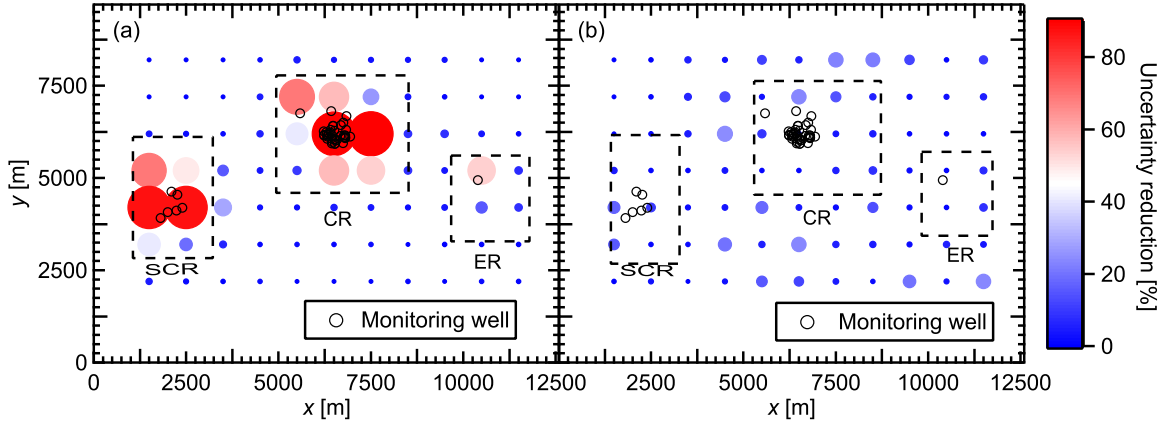 (a)
(b)
7500
5000
2500
0
y [m]
CR
SCR
ER
Monitoring well
0
2500
5000
7500
10000
12500
x [m]
CR
SCR
ER
Monitoring well
2500
5000
7500
10000
12500
x [m]
80
60
40
20
0
Uncertainty reduction [%]